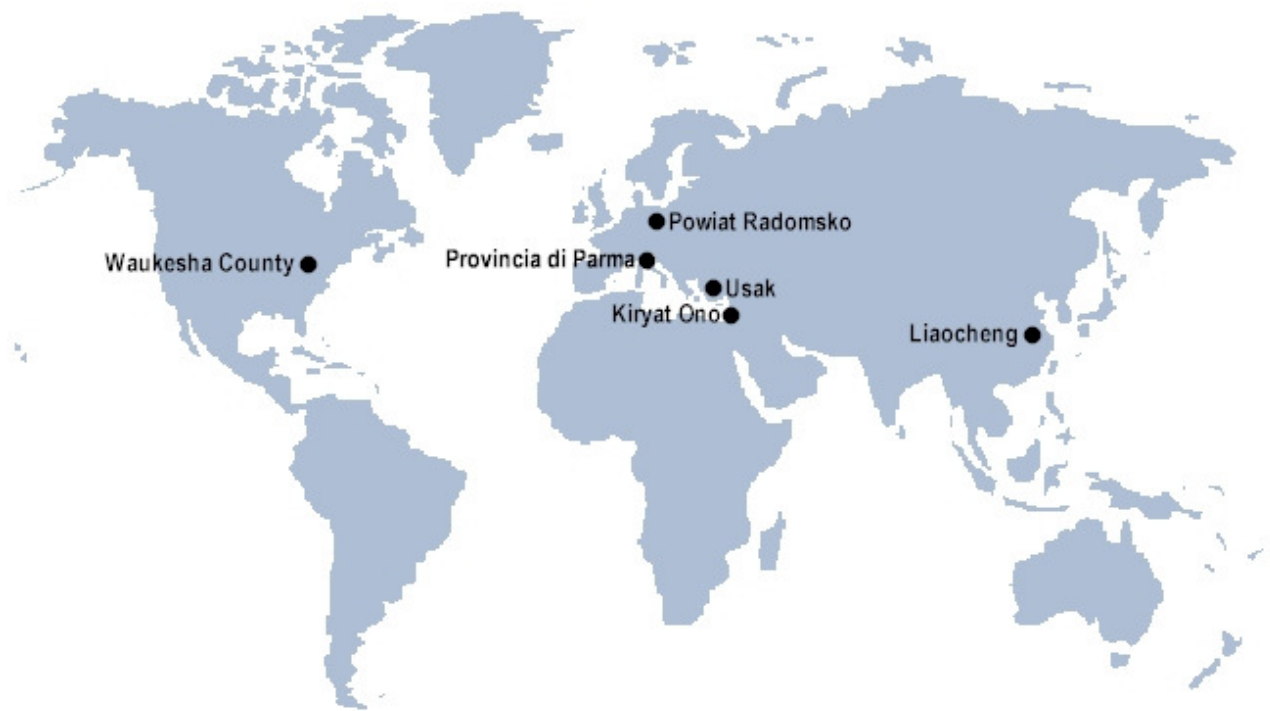 Powiat Radomsko
Provincia di Parma
Waukesha County
Usak
Kiryat Ono
Liaocheng